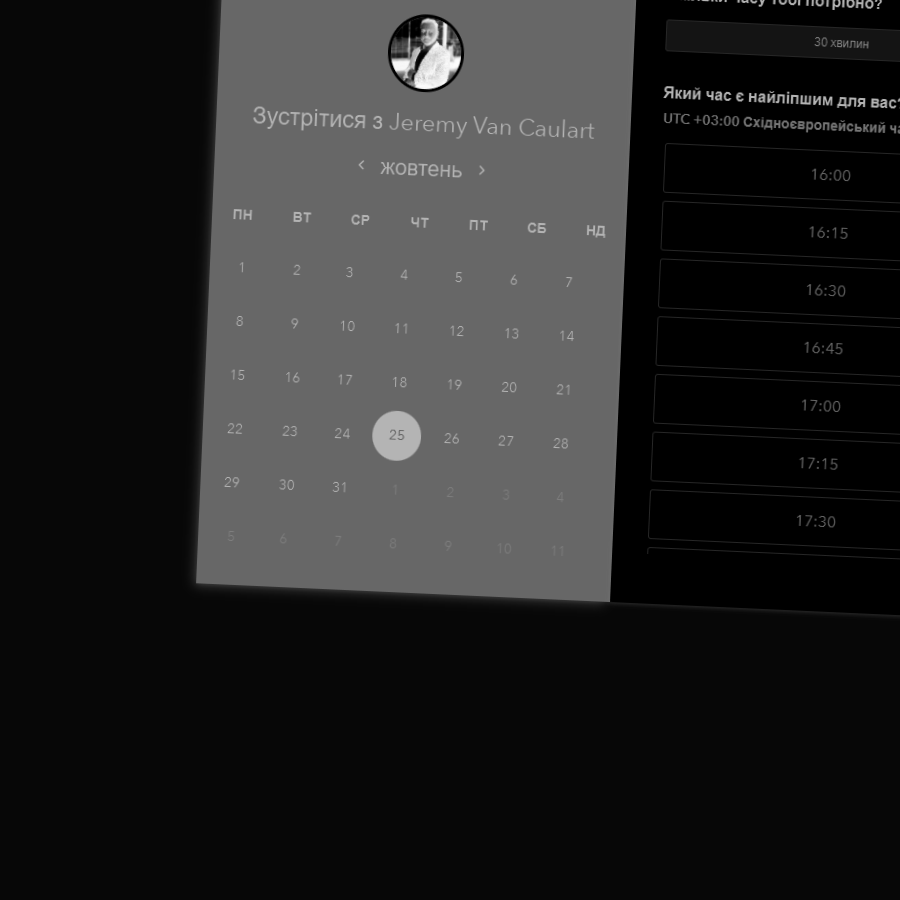 Зустрітися з Jeremy Van Caulart
жовтень
ПН ВТ СР ЧТ ПТ СБ НД
1 2 3 4 5 6 7
8 9 10 11 12 13 14
15 16 17 18 19 20 21
22 23 24 25 26 27 28
29 30 31 1 2 3 4
5 6 7 8 9 10 11
часу тобі потрібно?
30 хвилин
Який час є найліпшим для вас?
UTC +03:00 Східноєвропейський
16:00
16:15
16:30
16:45
17:00
17:15
17:30